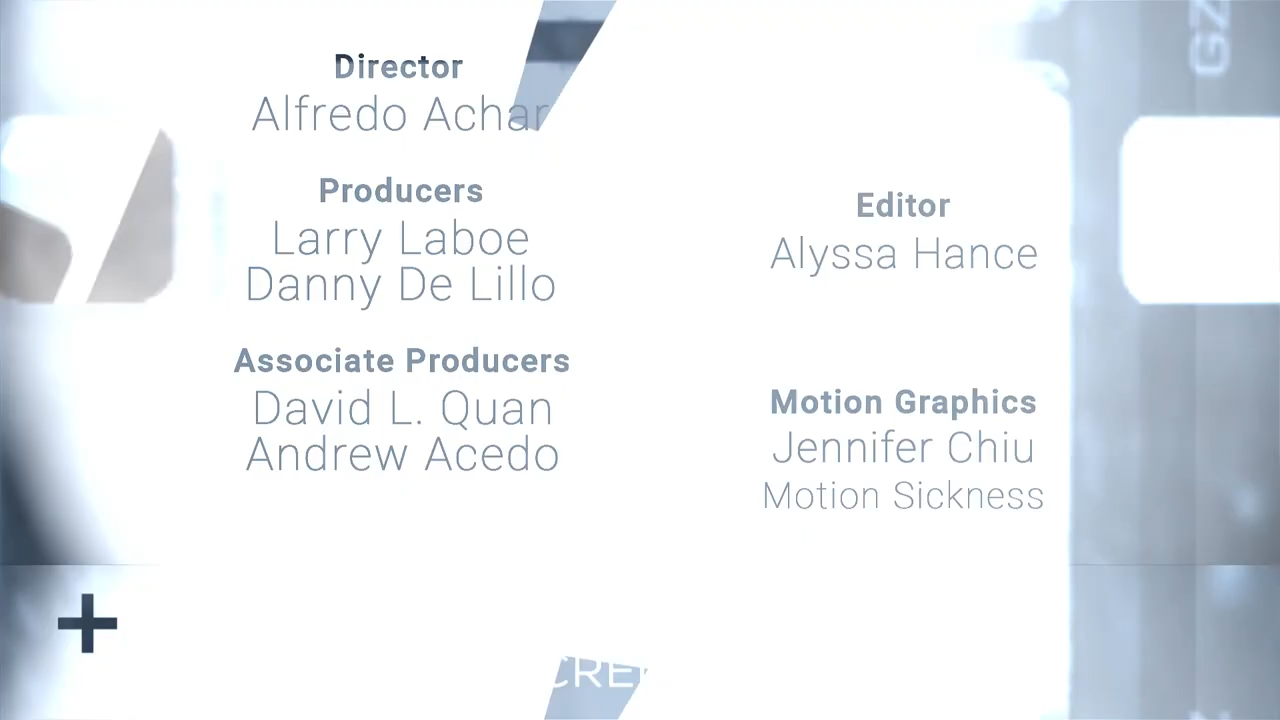 Director
Alfredo Achar
Producers
Larry Laboe
Danny De Lillo
Associate Producers
David L. Quan
Andrew Acedo
GZ
Editor
Alyssa Hance
Motion Graphics
Jennifer Chiu
Motion Sickness